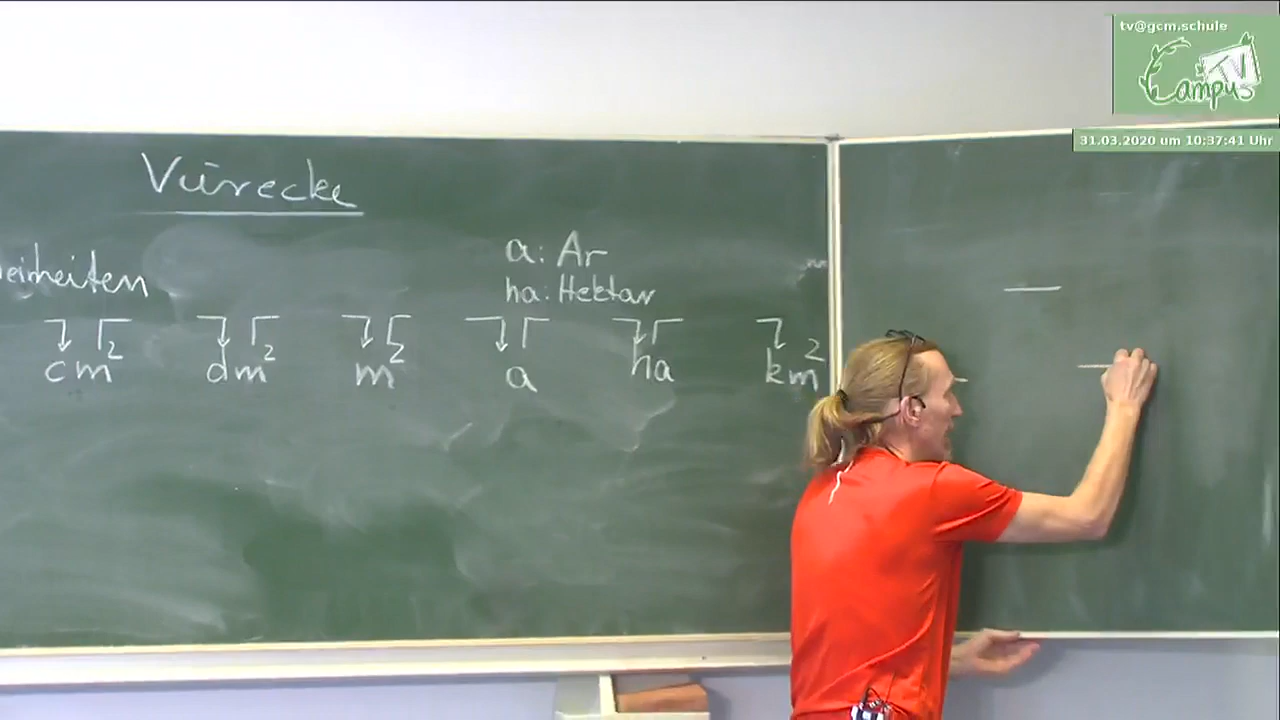 tv@gcm.schule
Campus TV
31.03.2020 um 10:37:41 Uhr
Vierecke
einheiten
a: Ar
ha: Hektar
cm² dm² m² a ha km²